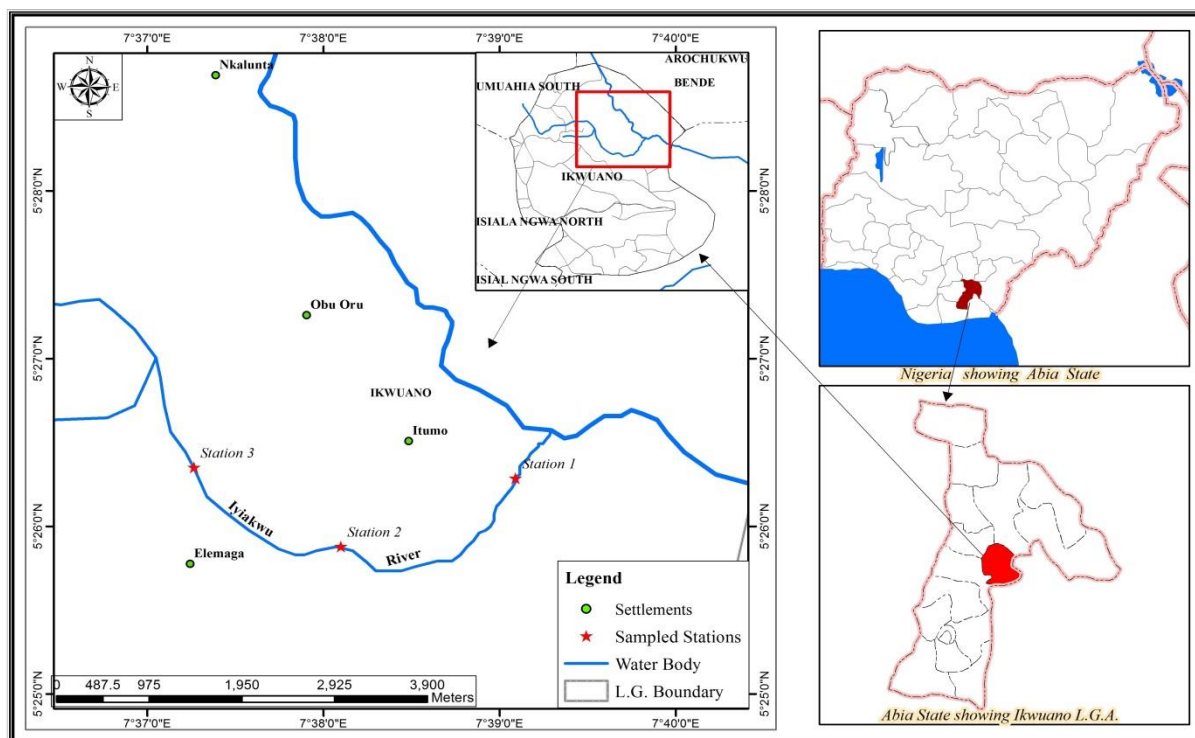 7°37'0"E
7°38'0"E
7°39'0"E
7°40'0"E
N
W
E
S
Nkalunta
AROCHUKWU
BENDE
UMUAHIA SOUTH
IKWUANO
ISIALA NGWA NORTH
ISIAL NGWA SOUTH
5°28'0"N
5°28'0"N
Obu Oru
5°27'0"N
5°27'0"N
IKWUANO
Itumo
Station 3
Station 1
Iyiakwu
Station 2
River
5°26'0"N
5°26'0"N
Elemaga
Legend
Settlements
Sampled Stations
Water Body
L.G. Boundary
0 487.5 975 1,950 2,925 3,900
Meters
5°25'0"N
5°25'0"N
7°37'0"E
7°38'0"E
7°39'0"E
7°40'0"E
Nigeria showing Abia State
Abia State showing Ikwuano L.G.A.